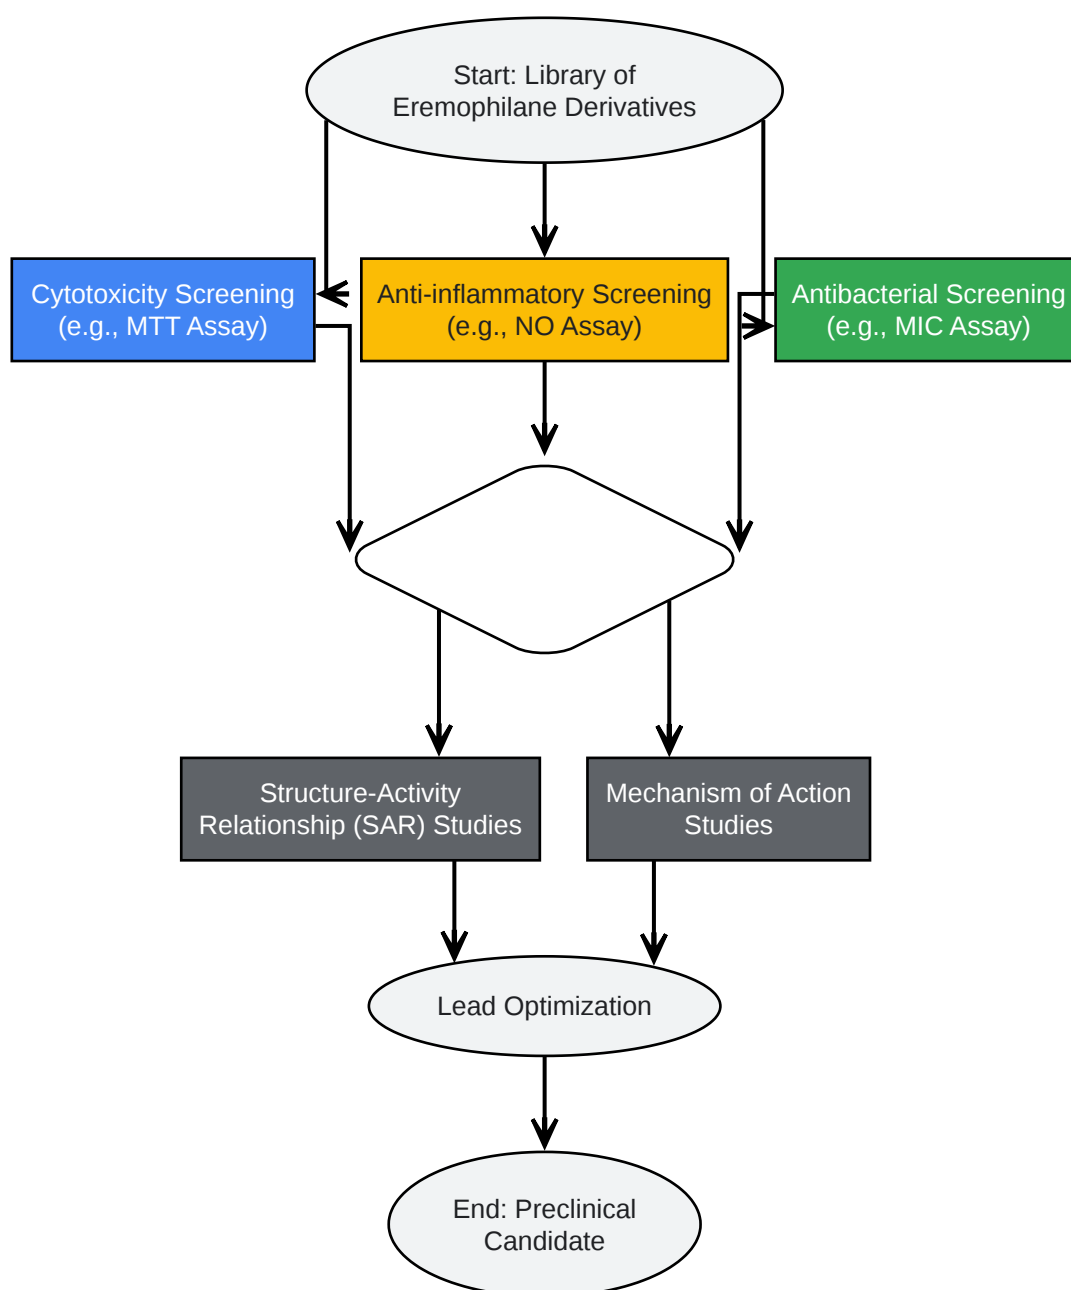 Start: Library of
Eremophilane Derivatives
Cytotoxicity Screening
(e.g., MTT Assay)
Anti-inflammatory Screening
(e.g., NO Assay)
Antibacterial Screening
(e.g., MIC Assay)
Structure-Activity
Relationship (SAR) Studies
Mechanism of Action
Studies
Lead Optimization
End: Preclinical
Candidate